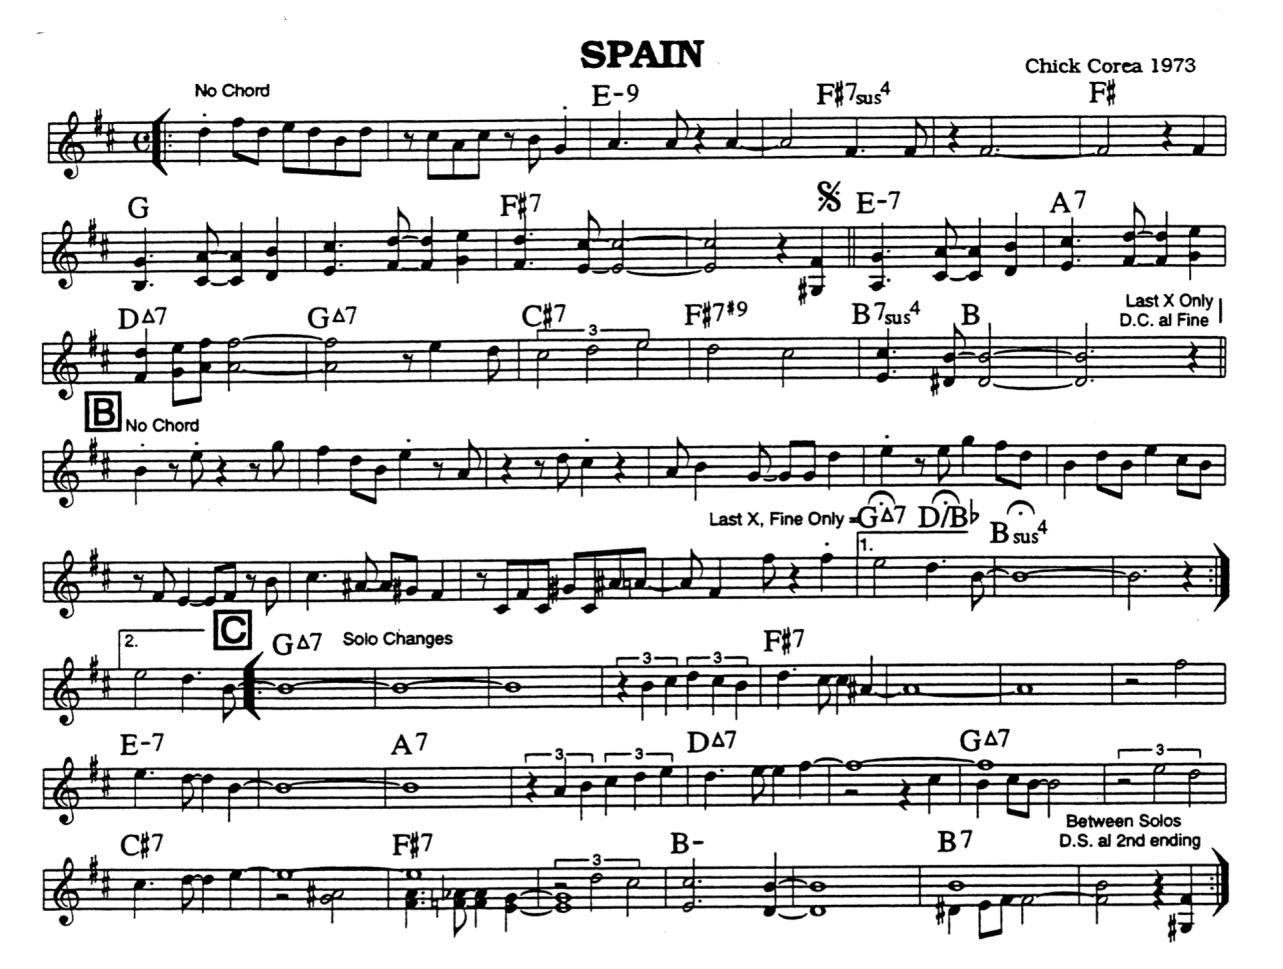 SPAIN
Chick Corea 1973
No Chord
E-9 F#7sus4 F#
G F#7 E-7 A7
D△7 G△7 C#7 F#7#9 B7sus4 B
Last X Only
D.C. al Fine
3
B
No Chord
Last X, Fine Only = G△7 D/Bb Bsus4
1.
2.
C
G△7 Solo Changes F#7
3 3
E-7 A7 D△7 G△7
3 3 3
C#7 F#7 B- B7
Between Solos
D.S. al 2nd ending
3